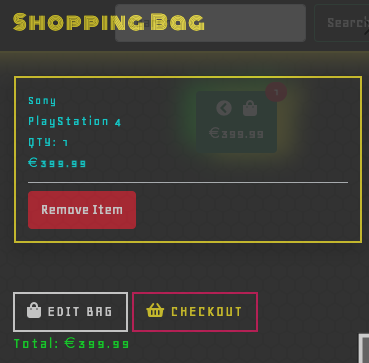 Shopping Bag
Search
Sony
PlayStation 4
QTY: 1
€399.99
1
€399.99
Remove Item
EDIT BAG
CHECKOUT
Total: €399.99